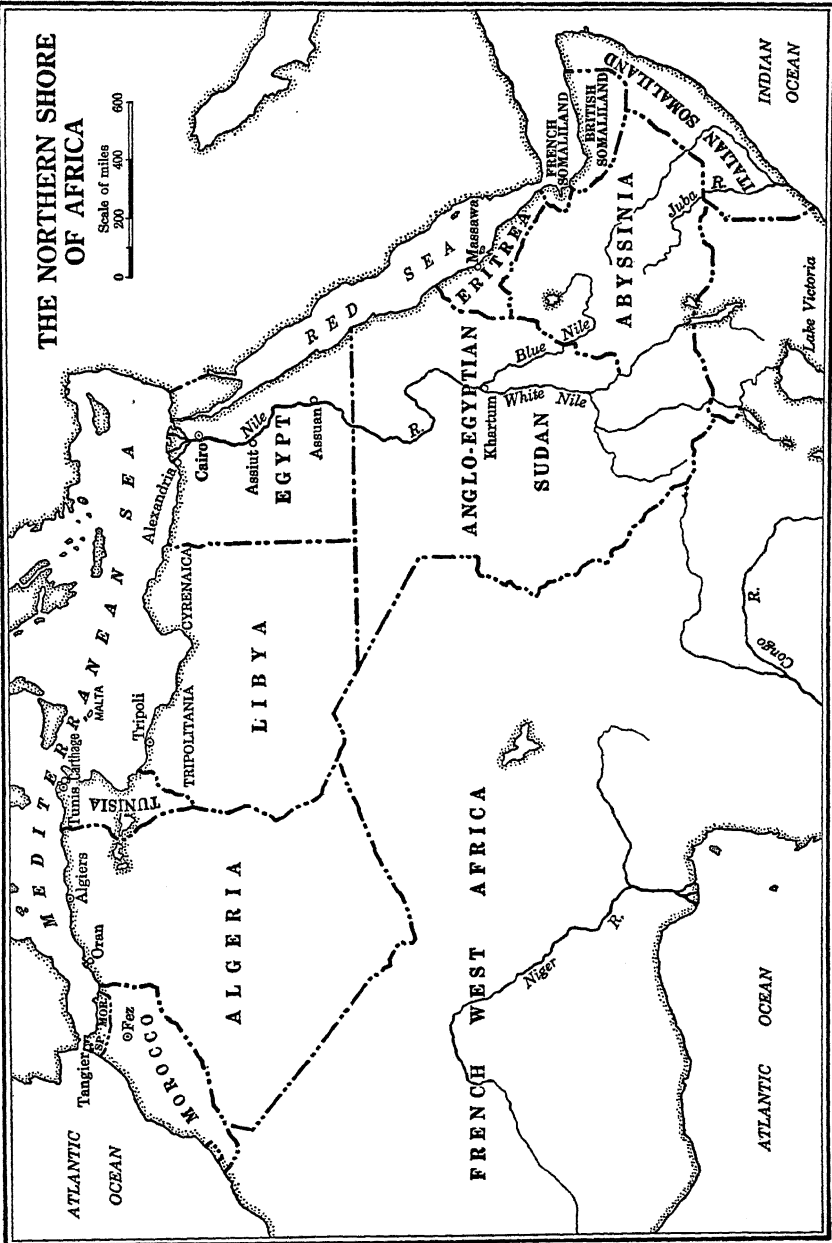 THE NORTHERN SHORE
OF AFRICA
Scale of miles
0 200 400 600
ATLANTIC
OCEAN
MEDITERRANEAN SEA
Tangier
SP. MOR.
Fez
MOROCCO
Oran
Algiers
ALGERIA
Tunis
Carthage
TUNISIA
MALTA
Tripoli
TRIPOLITANIA
CYRENAICA
LIBYA
Alexandria
Cairo
Nile
Assiut
EGYPT
Assuan
R.
RED SEA
Massawa
ERITREA
FRENCH
SOMALILAND
BRITISH
SOMALILAND
ITALIAN SOMALILAND
INDIAN
OCEAN
ANGLO-EGYPTIAN
Khartum
SUDAN
Blue Nile
White Nile
ABYSSINIA
Juba R.
Lake Victoria
FRENCH WEST AFRICA
Niger R.
Congo R.
ATLANTIC OCEAN